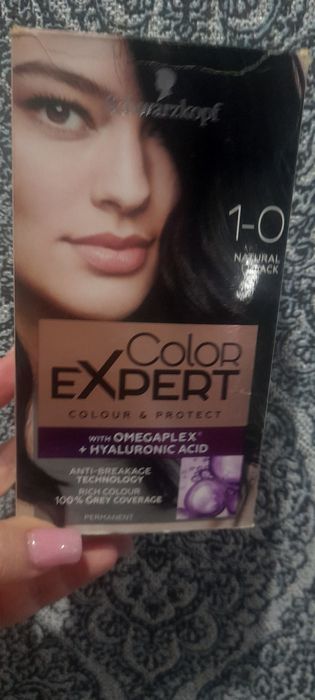 Schwarzkopf
1-0
NATURAL
BLACK
COLOR
EXPERT
COLOUR & PROTECT
WITH OMEGAPLEX®
+ HYALURONIC ACID
ANTI-BREAKAGE
TECHNOLOGY
RICH COLOUR
100% GREY COVERAGE
PERMANENT